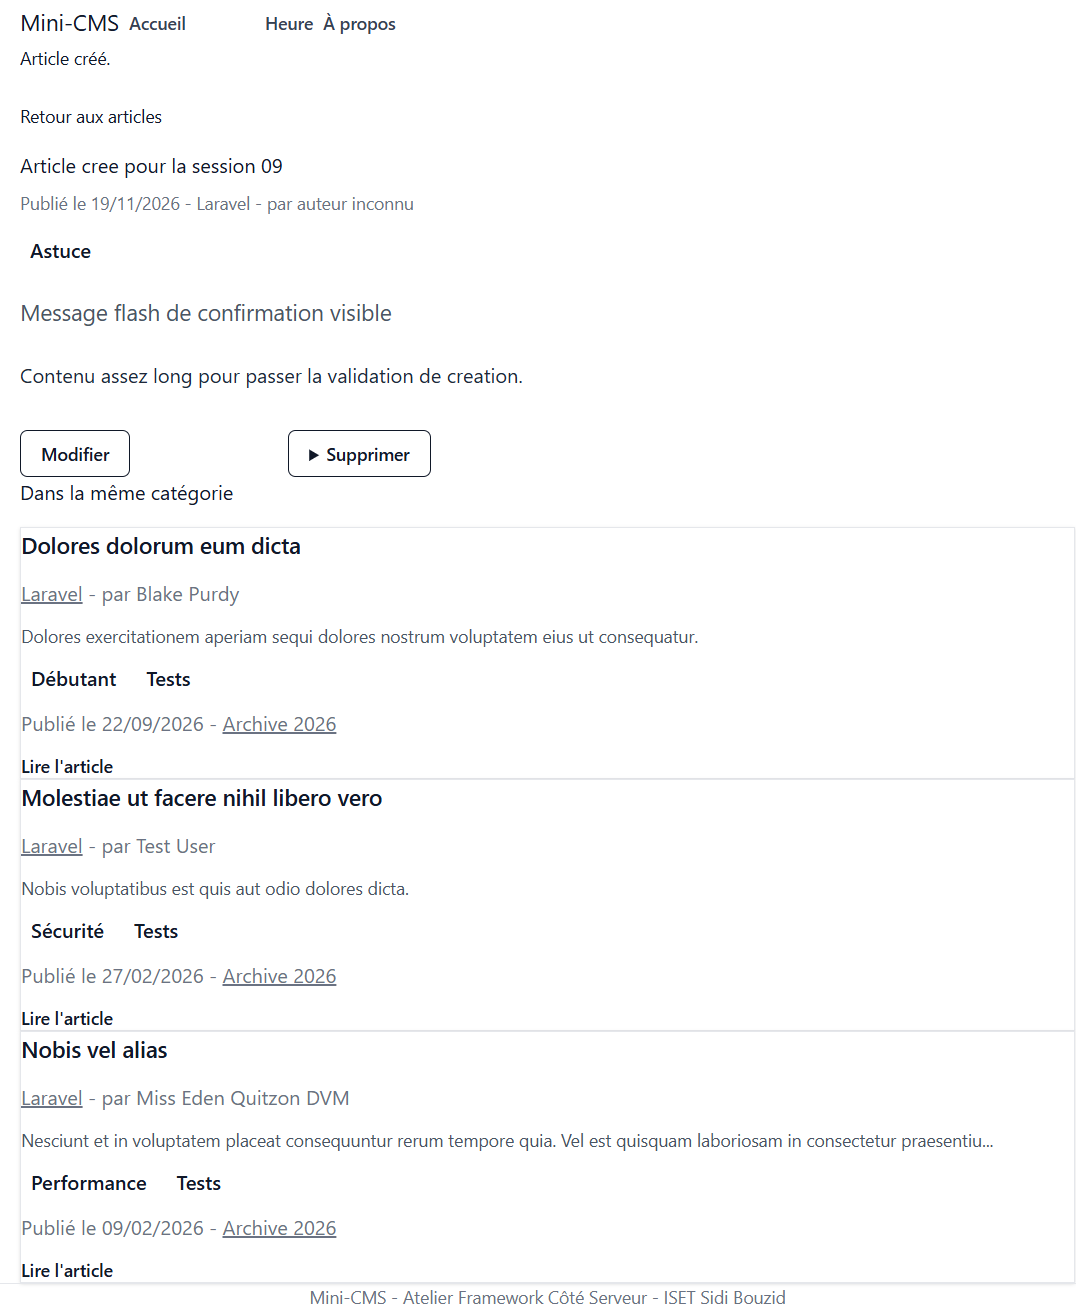 Mini-CMS Accueil Heure À propos
Article créé.
Retour aux articles
Article cree pour la session 09
Publié le 19/11/2026 - Laravel - par auteur inconnu
Astuce
Message flash de confirmation visible
Contenu assez long pour passer la validation de creation.
Modifier ▶ Supprimer
Dans la même catégorie
Dolores dolorum eum dicta
Laravel - par Blake Purdy
Dolores exercitationem aperiam sequi dolores nostrum voluptatem eius ut consequatur.
Débutant Tests
Publié le 22/09/2026 - Archive 2026
Lire l'article
Molestiae ut facere nihil libero vero
Laravel - par Test User
Nobis voluptatibus est quis aut odio dolores dicta.
Sécurité Tests
Publié le 27/02/2026 - Archive 2026
Lire l'article
Nobis vel alias
Laravel - par Miss Eden Quitzon DVM
Nesciunt et in voluptatem placeat consequuntur rerum tempore quia. Vel est quisquam laboriosam in consectetur praesentiu...
Performance Tests
Publié le 09/02/2026 - Archive 2026
Lire l'article
Mini-CMS - Atelier Framework Côté Serveur - ISET Sidi Bouzid